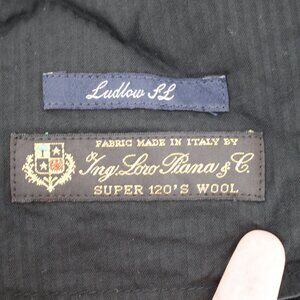 Ludlow SL
FABRIC MADE IN ITALY BY
Ing. Loro Piana & C.
SUPER 120'S WOOL